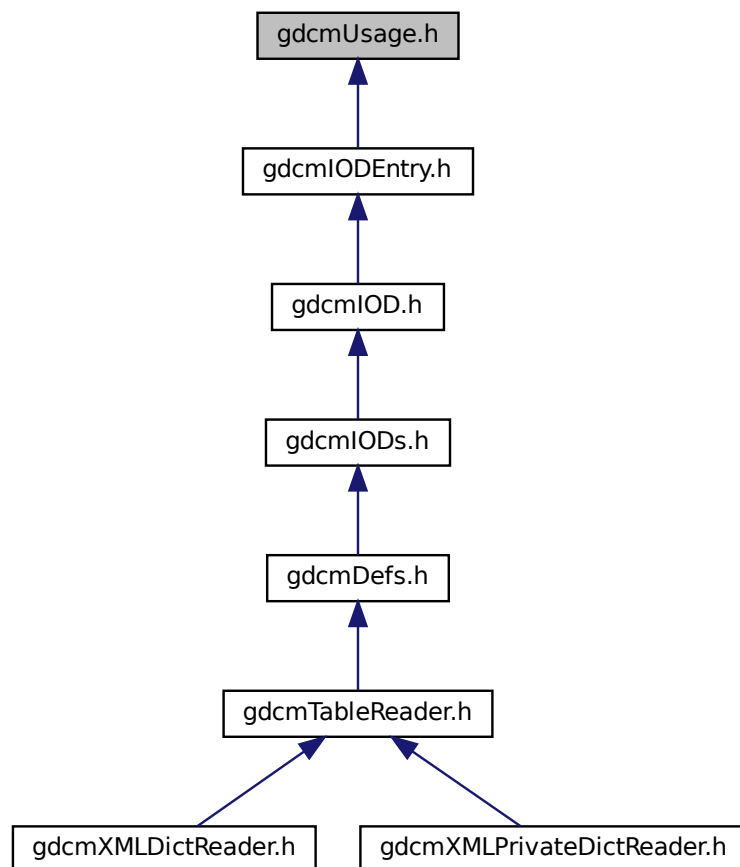 gdcmUsage.h
gdcmIODEntry.h
gdcmIOD.h
gdcmIODs.h
gdcmDefs.h
gdcmTableReader.h
gdcmXMLDictReader.h
gdcmXMLPrivateDictReader.h